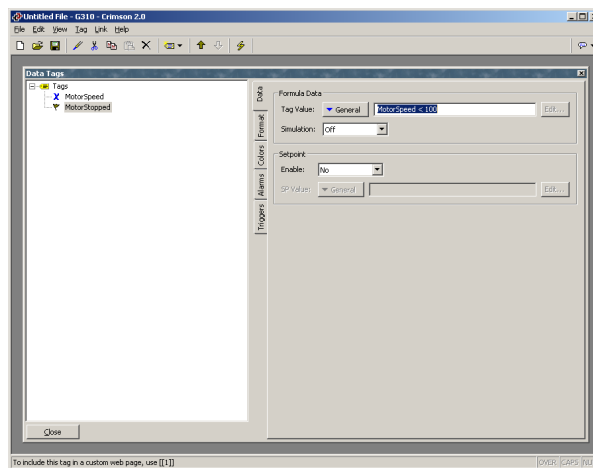 Untitled File - G310 - Crimson 2.0
File Edit View Tag Link Help
Data Tags
Tags
MotorSpeed
MotorStopped
Data
Format
Colors
Alarms
Triggers
Formula Data
Tag Value: General MotorSpeed < 100 Edit...
Simulation: Off
Setpoint
Enable: No
SP Value: General Edit...
Close
To include this tag in a custom web page, use [[1]] OVER CAPS NU